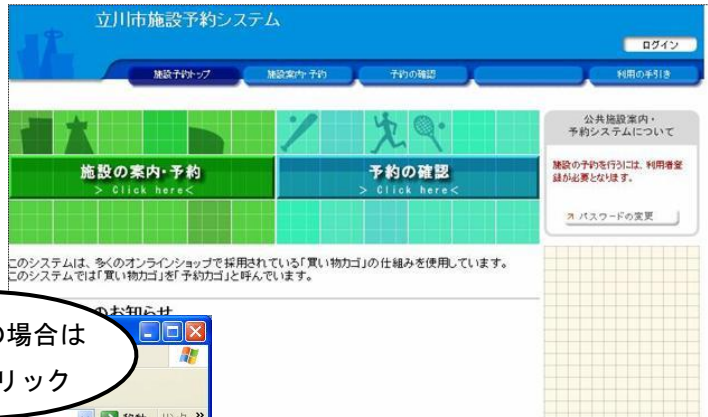 立川市施設予約システム
ログイン
施設予約トップ
施設案内・予約
予約の確認
利用の手引き
施設の案内・予約
> Click here <
予約の確認
> Click here <
公共施設案内・
予約システムについて
施設の予約を行うには、利用者登
録が必要となります。
パスワードの変更
このシステムは、多くのオンラインショップで採用されている「買い物カゴ」の仕組みを使用しています。
このシステムでは「買い物カゴ」を「予約カゴ」と呼んでいます。
のお知らせ
の場合は
リック
移動
リンク »